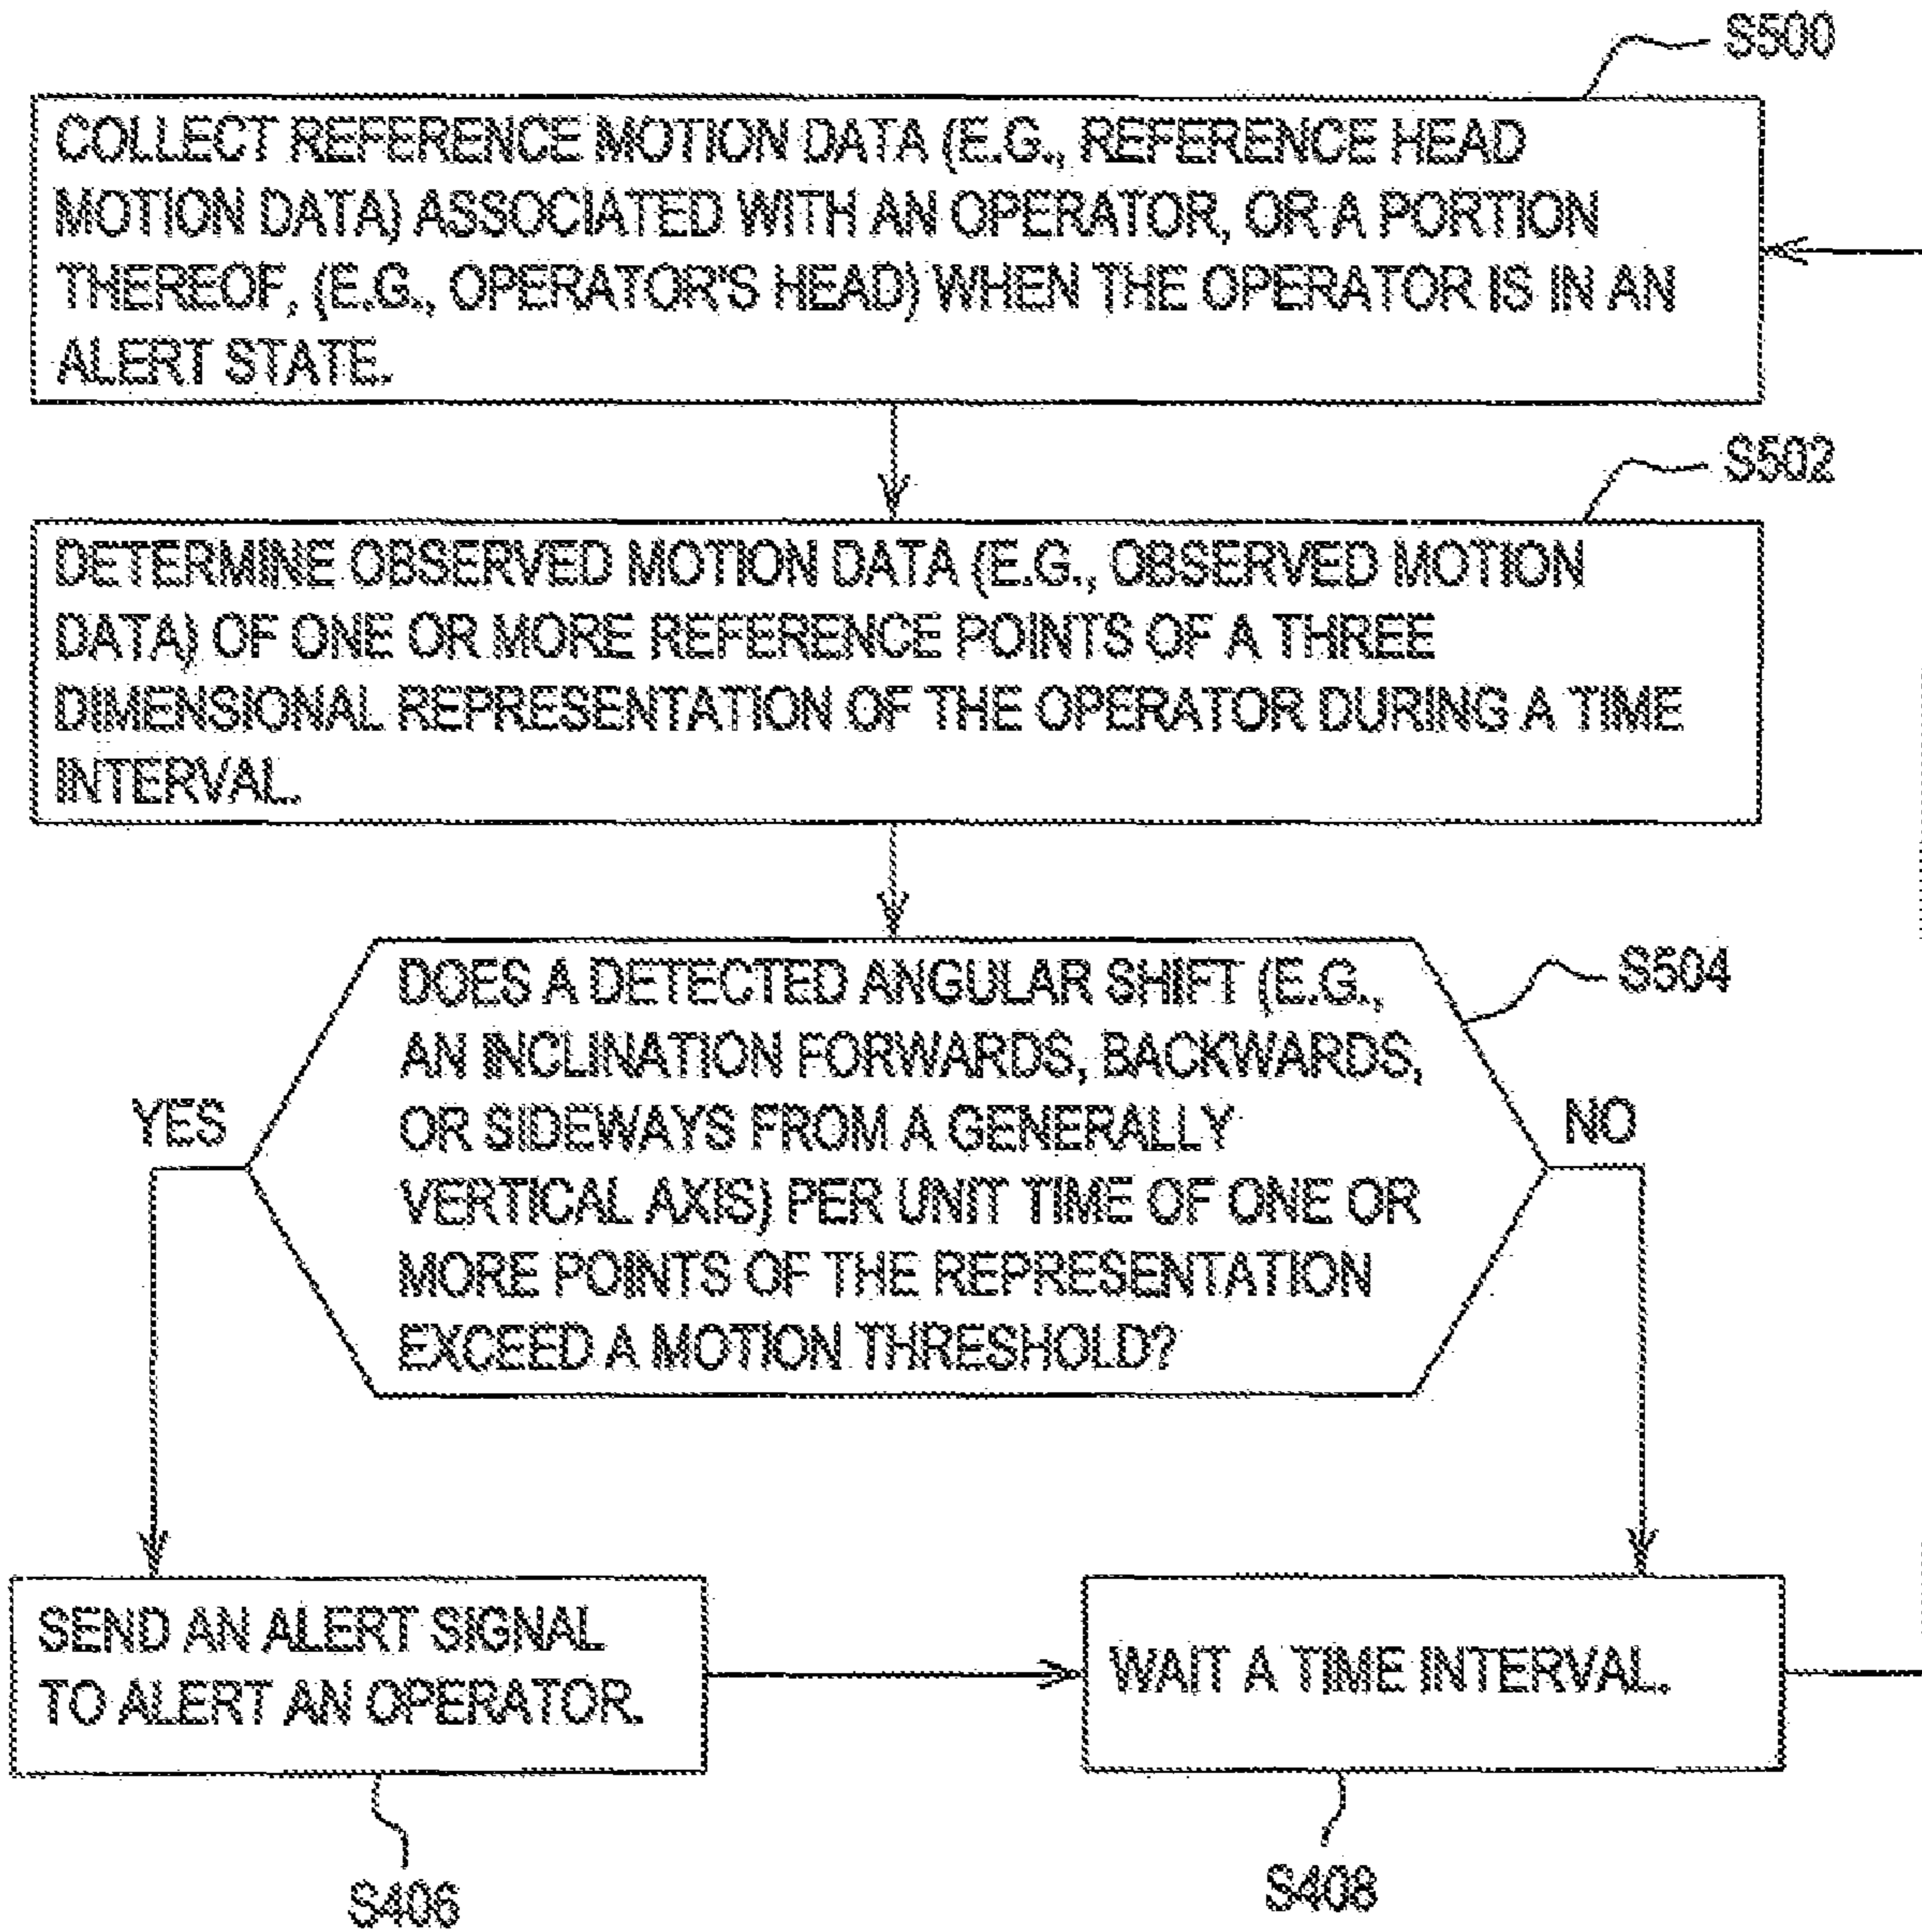 S500
COLLECT REFERENCE MOTION DATA (E.G., REFERENCE HEAD
MOTION DATA) ASSOCIATED WITH AN OPERATOR, OR A PORTION
THEREOF, (E.G., OPERATOR'S HEAD) WHEN THE OPERATOR IS IN AN
ALERT STATE.
S502
DETERMINE OBSERVED MOTION DATA (E.G., OBSERVED MOTION
DATA) OF ONE OR MORE REFERENCE POINTS OF A THREE
DIMENSIONAL REPRESENTATION OF THE OPERATOR DURING A TIME
INTERVAL.
S504
DOES A DETECTED ANGULAR SHIFT (E.G.,
AN INCLINATION FORWARDS, BACKWARDS,
OR SIDEWAYS FROM A GENERALLY
VERTICAL AXIS) PER UNIT TIME OF ONE OR
MORE POINTS OF THE REPRESENTATION
EXCEED A MOTION THRESHOLD?
YES
NO
SEND AN ALERT SIGNAL
TO ALERT AN OPERATOR.
WAIT A TIME INTERVAL.
S406
S408